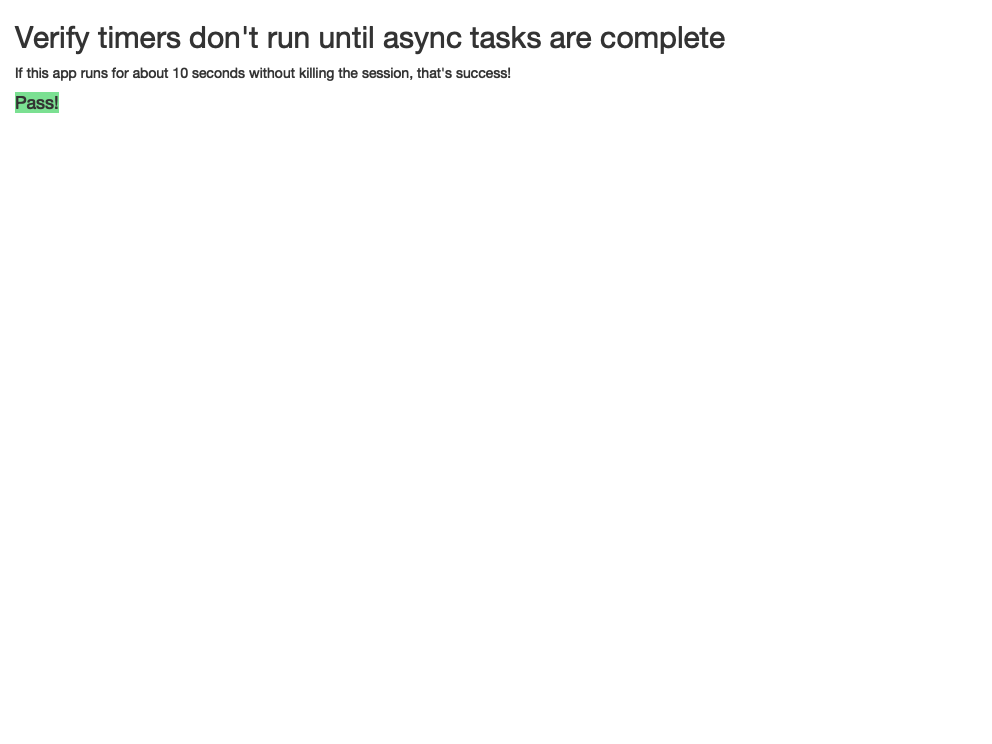 Verify timers don't run until async tasks are complete
If this app runs for about 10 seconds without killing the session, that's success!
Pass!